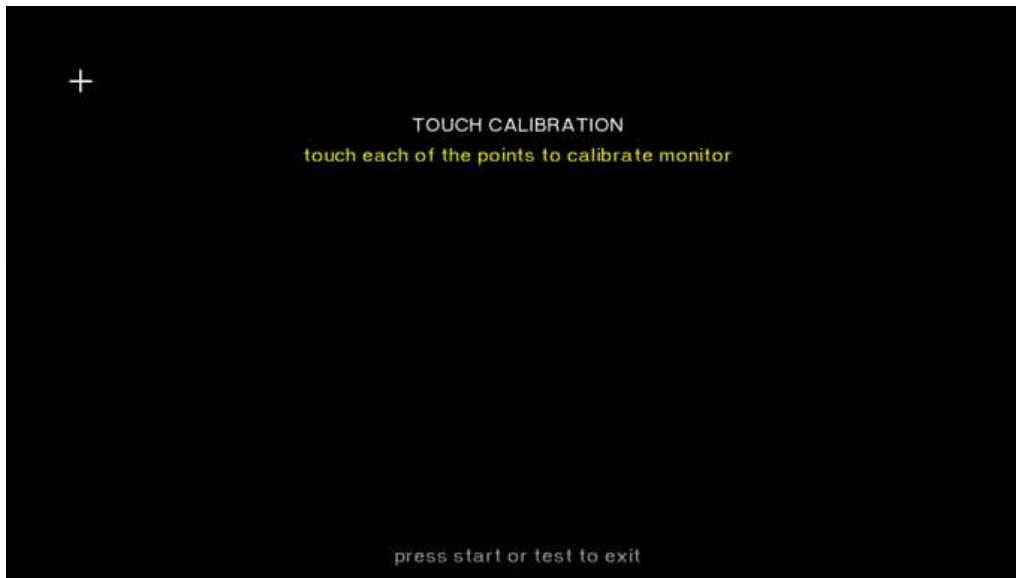 TOUCH CALIBRATION
touch each of the points to calibrate monitor
press start or test to exit